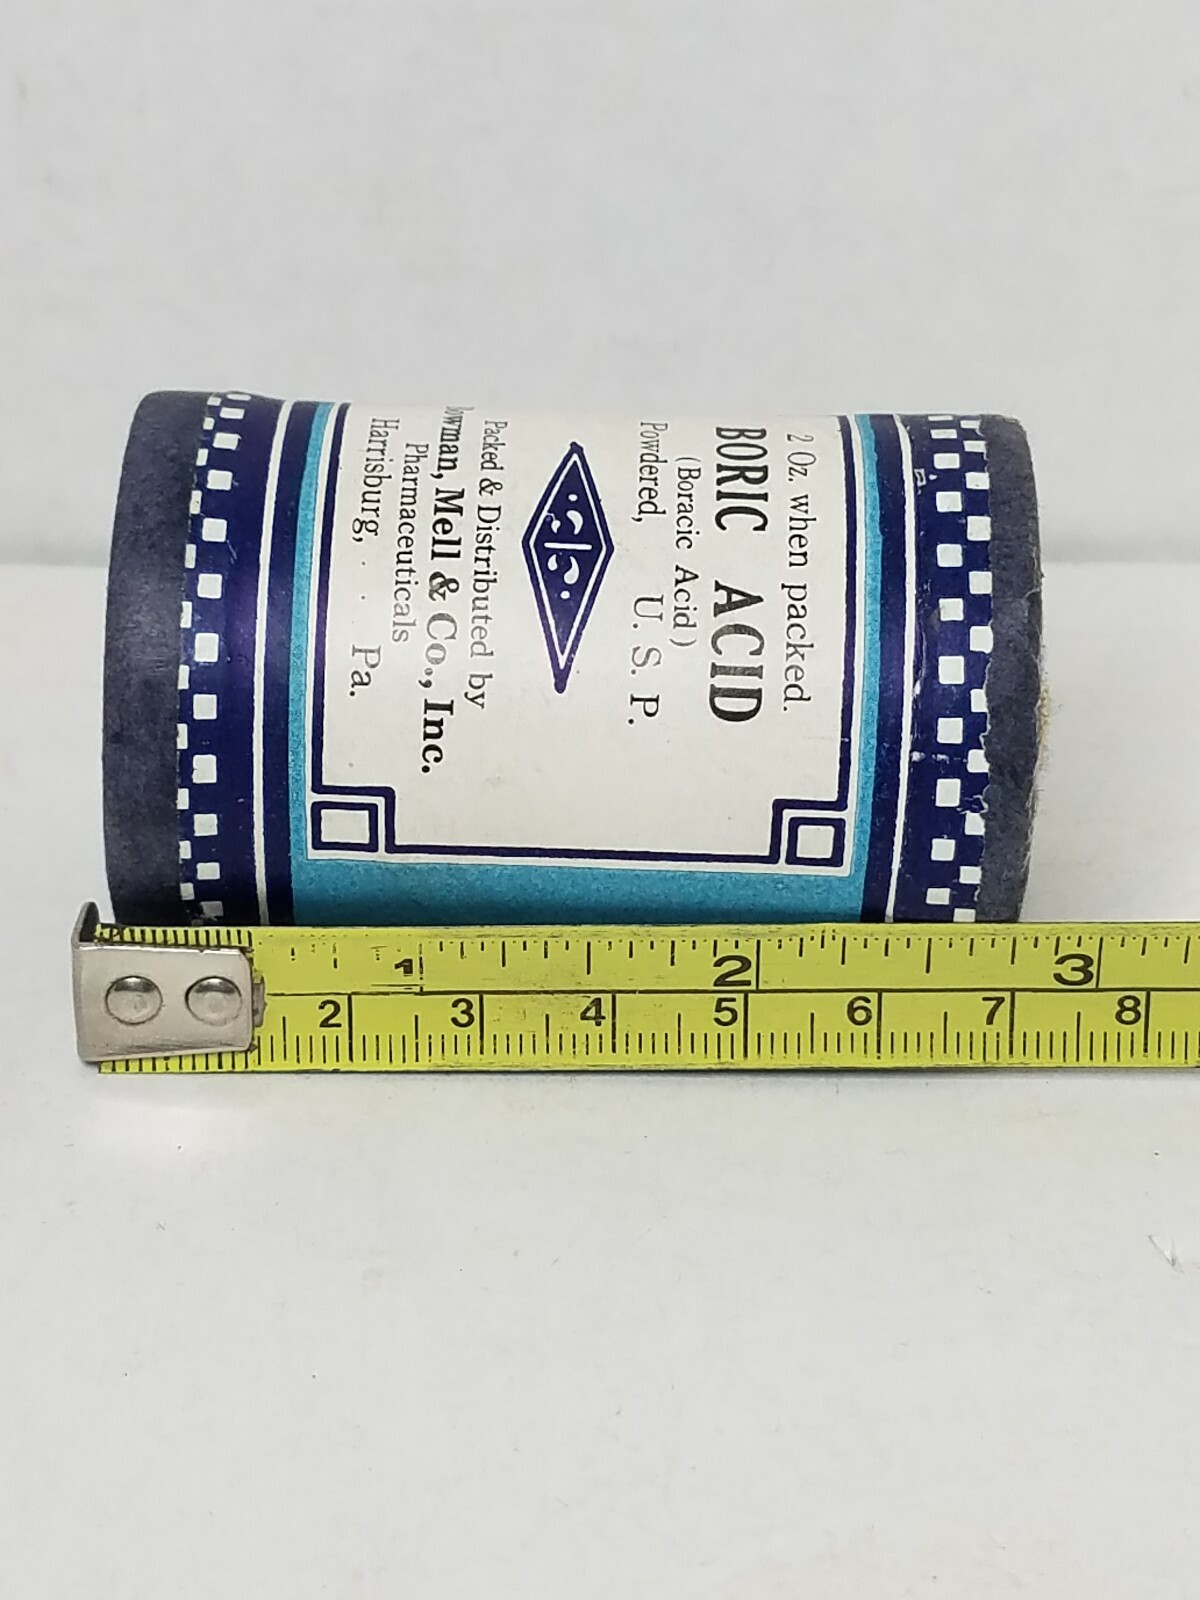 2 Oz. when packed.
BORIC ACID
(Boracic Acid)
Powdered, U. S. P.
Packed & Distributed by
Bowman, Mell & Co., Inc.
Pharmaceuticals
Harrisburg, . . Pa.
1 2 3
2 3 4 5 6 7 8